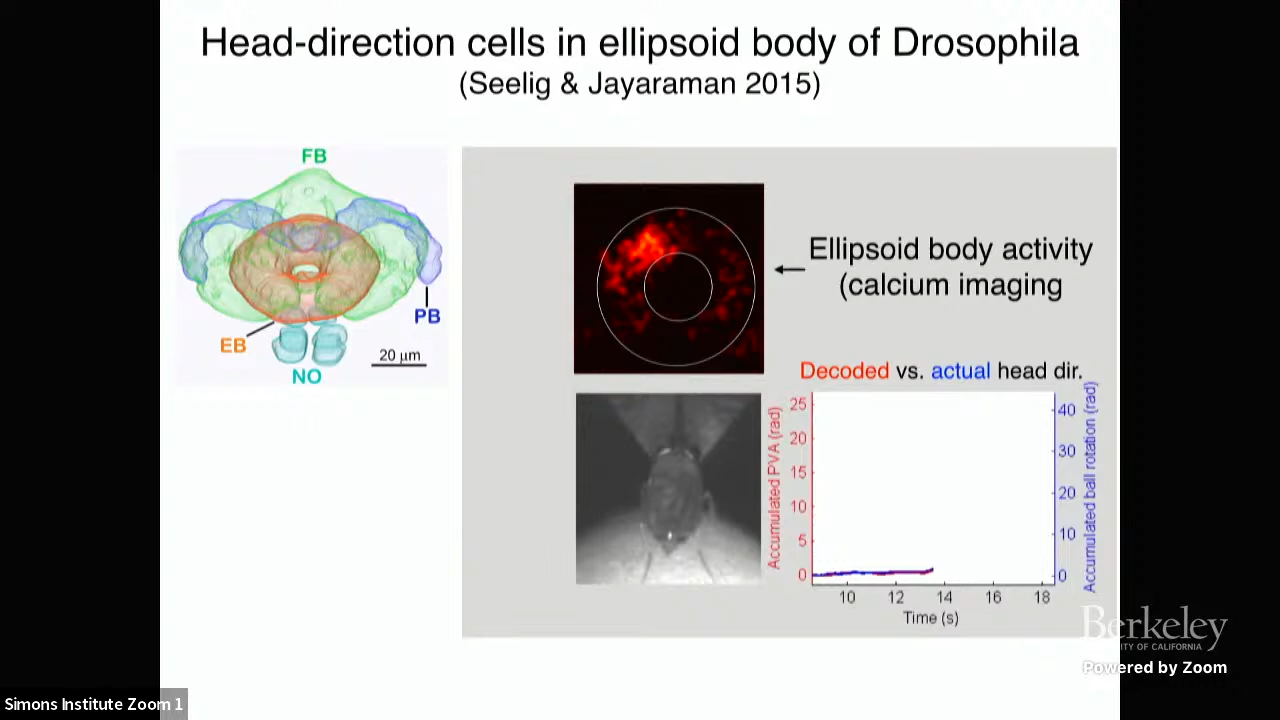 Head-direction cells in ellipsoid body of Drosophila
(Seelig & Jayaraman 2015)
FB
PB
EB
20 μm
NO
Ellipsoid body activity
(calcium imaging
Decoded vs. actual head dir.
Accumulated PVA (rad)
25
20
15
10
5
0
40
30
20
10
0
Accumulated ball rotation (rad)
10 12 14 16 18
Time (s)
Berkeley
ITY OF CALIFORNIA
Powered by Zoom
Simons Institute Zoom 1